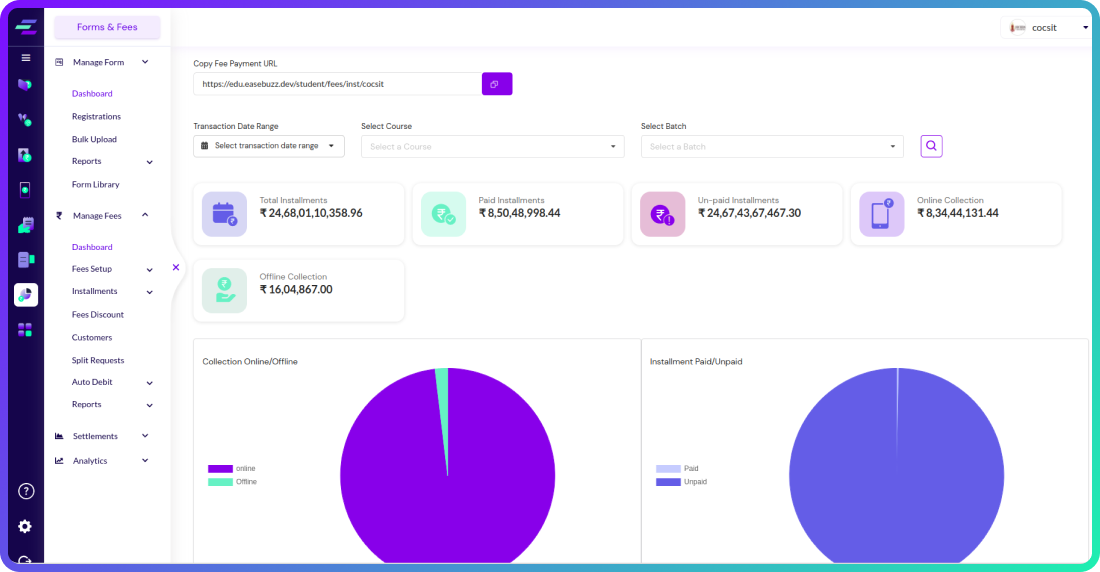 Forms & Fees
Manage Form
Dashboard
Registrations
Bulk Upload
Reports
Form Library
Manage Fees
Dashboard
Fees Setup
Installments
Fees Discount
Customers
Split Requests
Auto Debit
Reports
Settlements
Analytics
cocsit
Copy Fee Payment URL
https://edu.easebuzz.dev/student/fees/inst/cocsit
Transaction Date Range
Select Course
Select Batch
Select transaction date range
Select a Course
Select a Batch
Total Installments
₹ 24,68,01,10,358.96
Paid Installments
₹ 8,50,48,998.44
Un-paid Installments
₹ 24,67,43,67,467.30
Online Collection
₹ 8,34,44,131.44
Offline Collection
₹ 16,04,867.00
Collection Online/Offline
online
Offline
Installment Paid/Unpaid
Paid
Unpaid